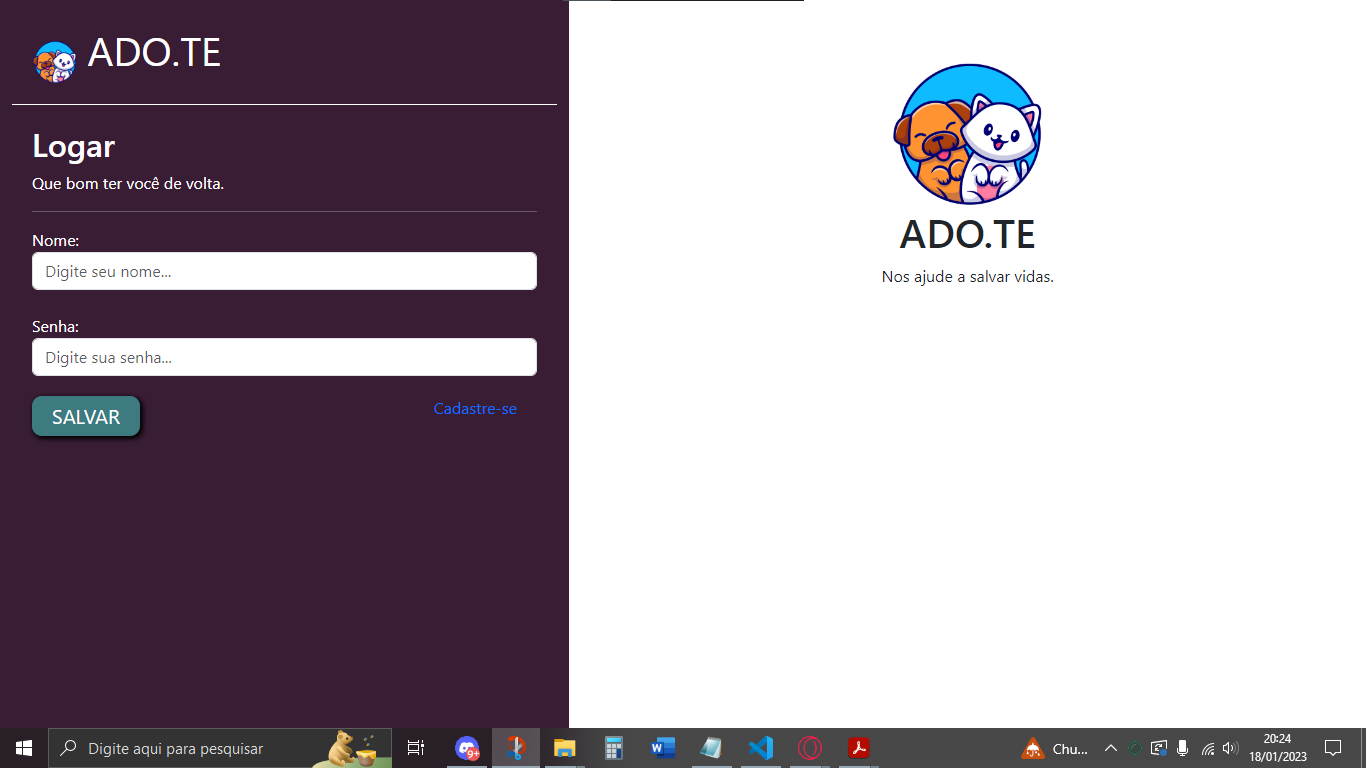 ADO.TE
Logar
Que bom ter você de volta.
Nome:
Digite seu nome...
Senha:
Digite sua senha...
SALVAR
Cadastre-se
ADO.TE
Nos ajude a salvar vidas.
Digite aqui para pesquisar
9+
Chu...
20:24
18/01/2023